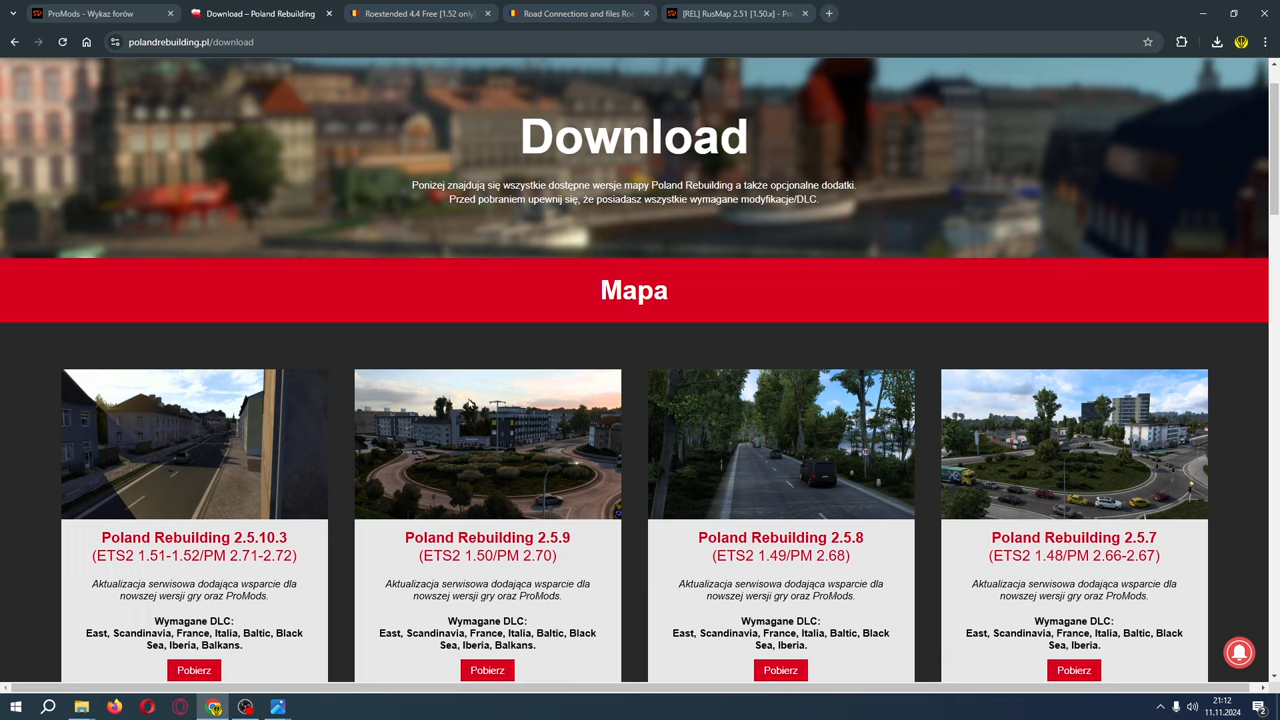 ProMods - Wykaz forów
Download – Poland Rebuilding
Roextended 4.4 Free [1.52 only]
Road Connections and files Roe
[REL] RusMap 2.51 [1.50.x] - Pr
polandrebuilding.pl/download
Download
Poniżej znajdują się wszystkie dostępne wersje mapy Poland Rebuilding a także opcjonalne dodatki.
Przed pobraniem upewnij się, że posiadasz wszystkie wymagane modyfikacje/DLC.
Mapa
Poland Rebuilding 2.5.10.3
(ETS2 1.51-1.52/PM 2.71-2.72)
Aktualizacja serwisowa dodająca wsparcie dla
nowszej wersji gry oraz ProMods.
Wymagane DLC:
East, Scandinavia, France, Italia, Baltic, Black
Sea, Iberia, Balkans.
Pobierz
Poland Rebuilding 2.5.9
(ETS2 1.50/PM 2.70)
Aktualizacja serwisowa dodająca wsparcie dla
nowszej wersji gry oraz ProMods.
Wymagane DLC:
East, Scandinavia, France, Italia, Baltic, Black
Sea, Iberia, Balkans.
Pobierz
Poland Rebuilding 2.5.8
(ETS2 1.49/PM 2.68)
Aktualizacja serwisowa dodająca wsparcie dla
nowszej wersji gry oraz ProMods.
Wymagane DLC:
East, Scandinavia, France, Italia, Baltic, Black
Sea, Iberia.
Pobierz
Poland Rebuilding 2.5.7
(ETS2 1.48/PM 2.66-2.67)
Aktualizacja serwisowa dodająca wsparcie dla
nowszej wersji gry oraz ProMods.
Wymagane DLC:
East, Scandinavia, France, Italia, Baltic, Black
Sea, Iberia.
Pobierz
21:12
11.11.2024
2